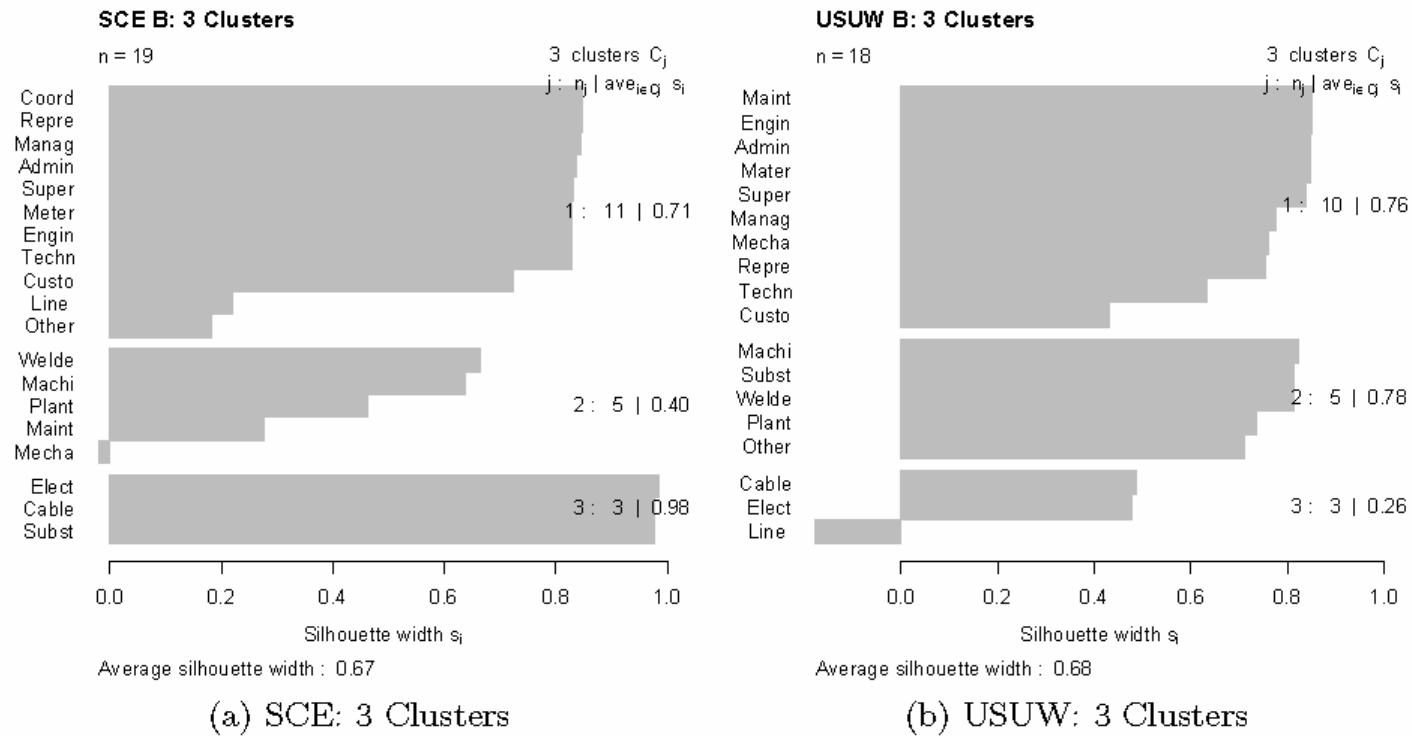 SCE B: 3 Clusters
n = 19
3 clusters Cj
j : nj | avei∈Cj si
Coord
Repre
Manag
Admin
Super
Meter
Engin
Techn
Custo
Line
Other
1 : 11 | 0.71
Welde
Machi
Plant
Maint
Mecha
2 : 5 | 0.40
Elect
Cable
Subst
3 : 3 | 0.98
0.0 0.2 0.4 0.6 0.8 1.0
Silhouette width si
Average silhouette width : 0.67
(a) SCE: 3 Clusters
USUW B: 3 Clusters
n = 18
3 clusters Cj
j : nj | avei∈Cj si
Maint
Engin
Admin
Mater
Super
Manag
Mecha
Repre
Techn
Custo
1 : 10 | 0.76
Machi
Subst
Welde
Plant
Other
2 : 5 | 0.78
Cable
Elect
Line
3 : 3 | 0.26
0.0 0.2 0.4 0.6 0.8 1.0
Silhouette width si
Average silhouette width : 0.68
(b) USUW: 3 Clusters